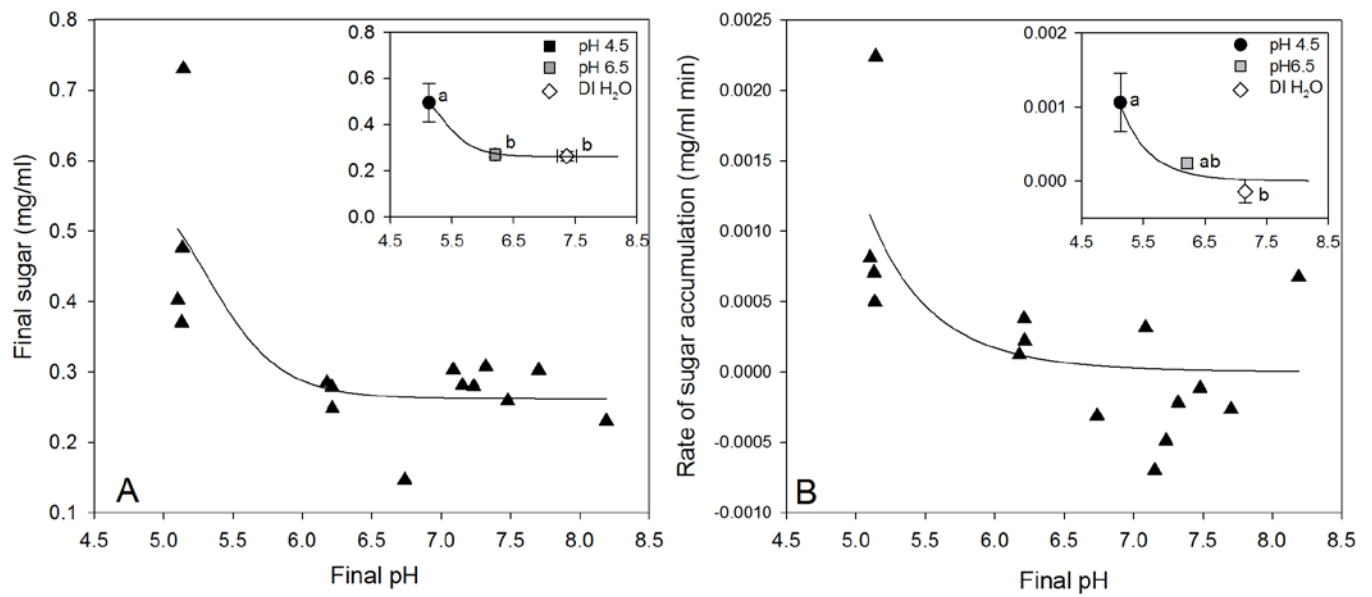 Final sugar (mg/ml)
0.8
0.7
0.6
0.5
0.4
0.3
0.2
0.1
4.5 5.0 5.5 6.0 6.5 7.0 7.5 8.0 8.5
Final pH
A
0.8
0.6
0.4
0.2
0.0
4.5 5.5 6.5 7.5 8.5
pH 4.5
pH 6.5
DI H₂O
a
b
b
Rate of sugar accumulation (mg/ml min)
0.0025
0.0020
0.0015
0.0010
0.0005
0.0000
-0.0005
-0.0010
4.5 5.0 5.5 6.0 6.5 7.0 7.5 8.0 8.5
Final pH
B
0.002
0.001
0.000
4.5 5.5 6.5 7.5 8.5
pH 4.5
pH6.5
DI H₂O
a
ab
b